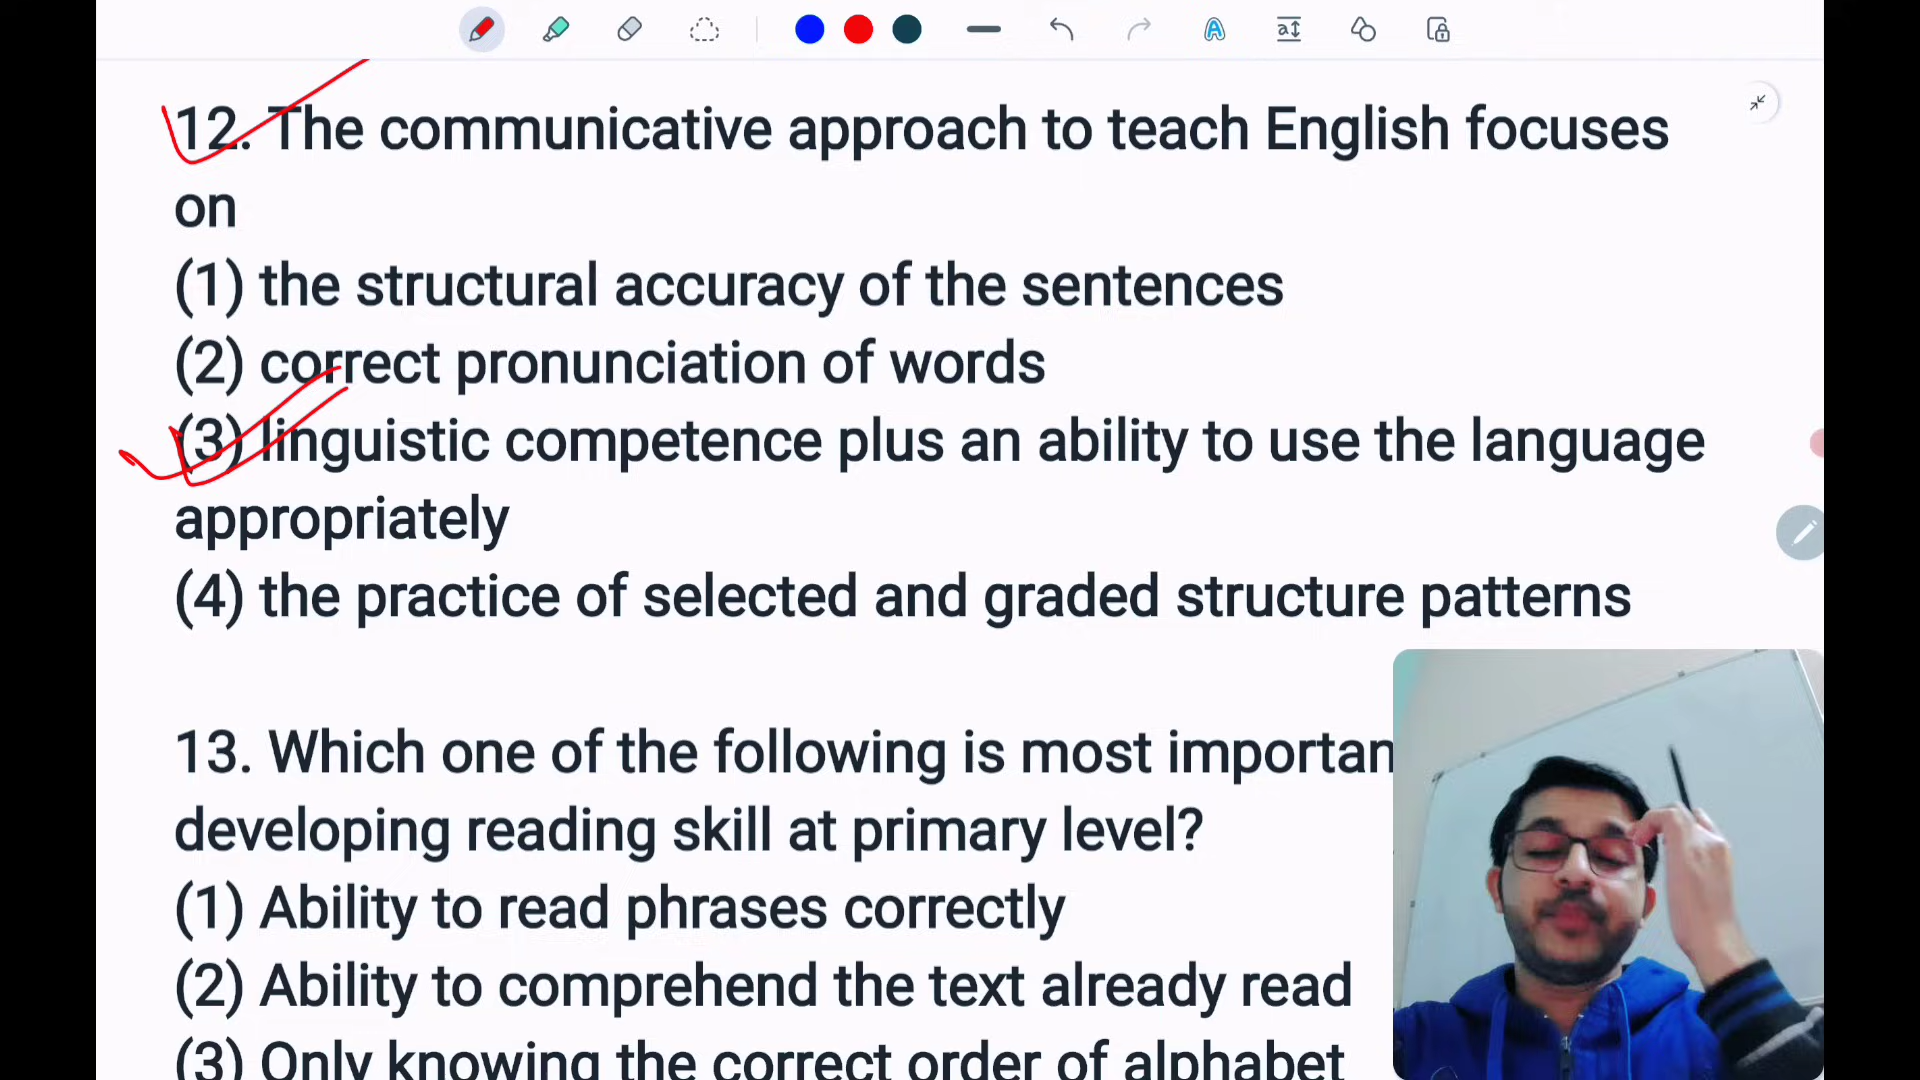 12. The communicative approach to teach English focuses
on
(1) the structural accuracy of the sentences
(2) correct pronunciation of words
(3) linguistic competence plus an ability to use the language
appropriately
(4) the practice of selected and graded structure patterns
13. Which one of the following is most importan
developing reading skill at primary level?
(1) Ability to read phrases correctly
(2) Ability to comprehend the text already read
(3) Only knowing the correct order of alphabet